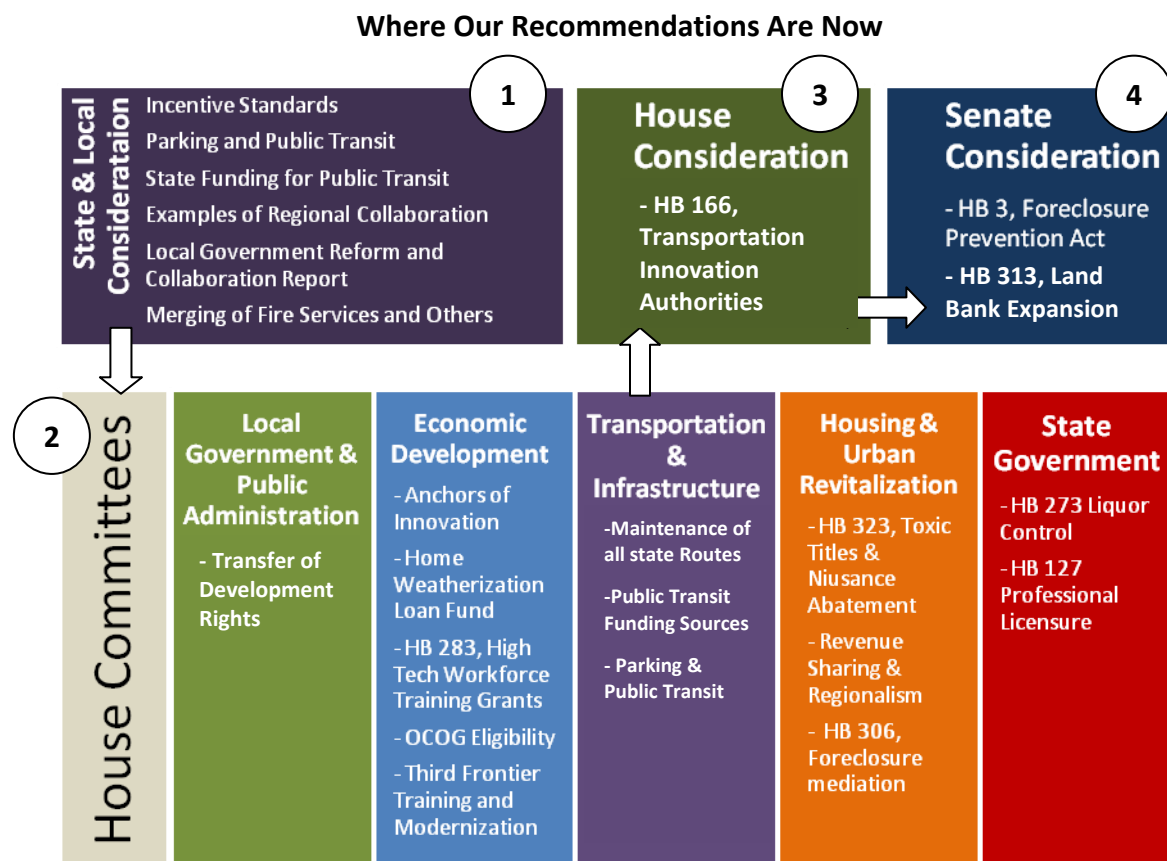 Where Our Recommendations Are Now
1
State & Local
Considerataion
Incentive Standards
Parking and Public Transit
State Funding for Public Transit
Examples of Regional Collaboration
Local Government Reform and
Collaboration Report
Merging of Fire Services and Others
3
House
Consideration
- HB 166,
Transportation
Innovation
Authorities
4
Senate
Consideration
- HB 3, Foreclosure
Prevention Act
- HB 313, Land
Bank Expansion
2
House Committees
Local
Government &
Public
Administration
- Transfer of
Development
Rights
Economic
Development
- Anchors of
Innovation
- Home
Weatherization
Loan Fund
- HB 283, High
Tech Workforce
Training Grants
- OCOG Eligibility
- Third Frontier
Training and
Modernization
Transportation
&
Infrastructure
-Maintenance of
all state Routes
-Public Transit
Funding Sources
- Parking &
Public Transit
Housing &
Urban
Revitalization
- HB 323, Toxic
Titles &
Niusance
Abatement
- Revenue
Sharing &
Regionalism
- HB 306,
Foreclosure
mediation
State
Government
- HB 273 Liquor
Control
- HB 127
Professional
Licensure